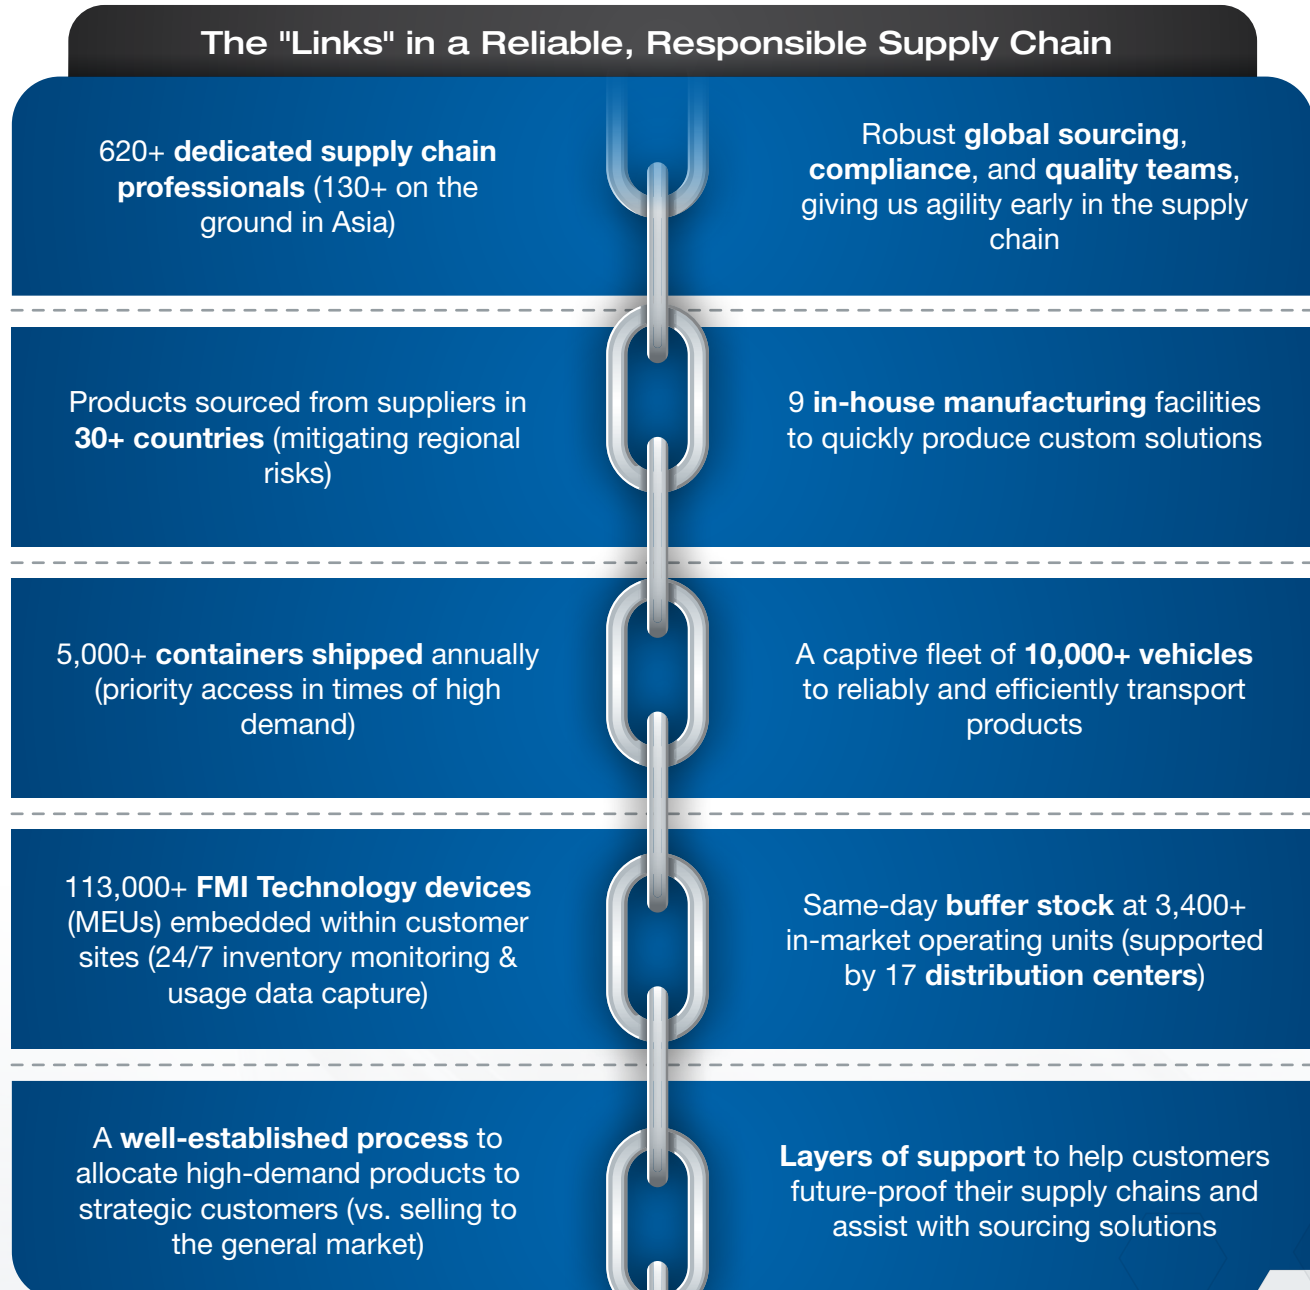 The "Links" in a Reliable, Responsible Supply Chain
620+ dedicated supply chain
professionals (130+ on the
ground in Asia)
Robust global sourcing,
compliance, and quality teams,
giving us agility early in the supply
chain
Products sourced from suppliers in
30+ countries (mitigating regional
risks)
9 in-house manufacturing facilities
to quickly produce custom solutions
5,000+ containers shipped annually
(priority access in times of high
demand)
A captive fleet of 10,000+ vehicles
to reliably and efficiently transport
products
113,000+ FMI Technology devices
(MEUs) embedded within customer
sites (24/7 inventory monitoring &
usage data capture)
Same-day buffer stock at 3,400+
in-market operating units (supported
by 17 distribution centers)
A well-established process to
allocate high-demand products to
strategic customers (vs. selling to
the general market)
Layers of support to help customers
future-proof their supply chains and
assist with sourcing solutions